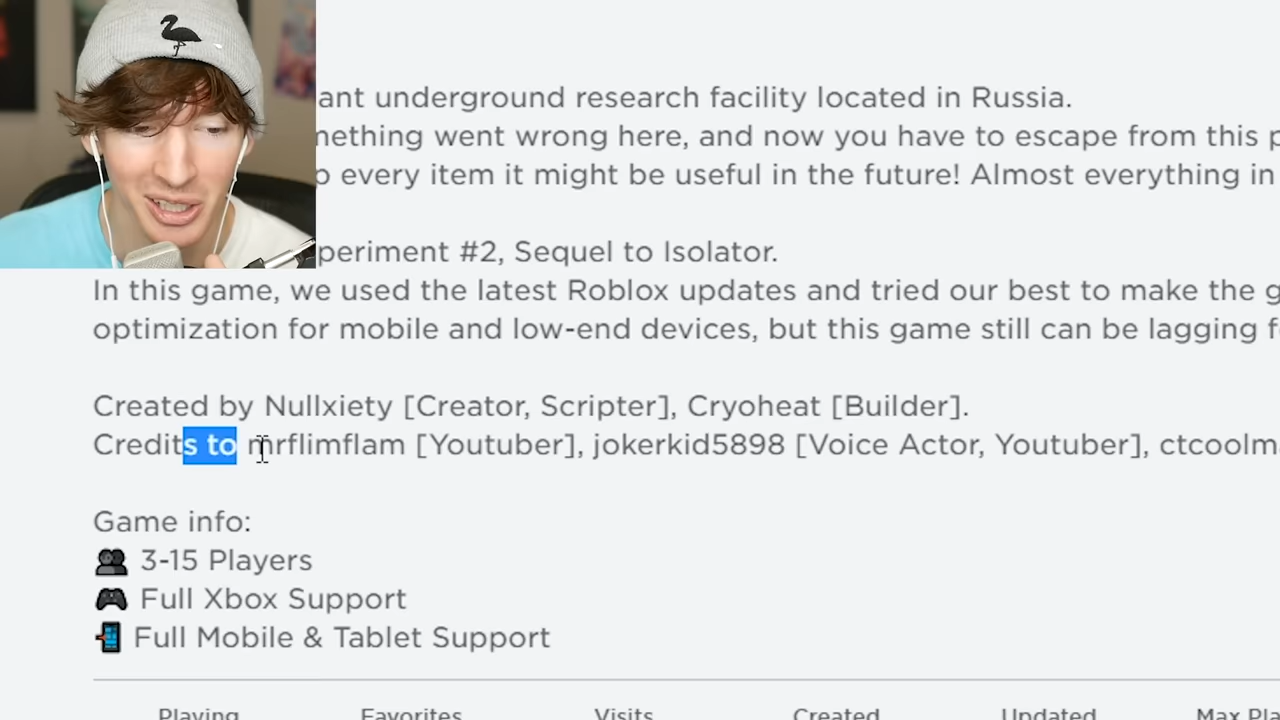 ant underground research facility located in Russia.
mething went wrong here, and now you have to escape from this
every item it might be useful in the future! Almost everything in
periment #2, Sequel to Isolator.
In this game, we used the latest Roblox updates and tried our best to make the
optimization for mobile and low-end devices, but this game still can be lagging
Created by Nullxiety [Creator, Scripter], Cryoheat [Builder].
Credits to mrflimflam [Youtuber], jokerkid5898 [Voice Actor, Youtuber], ctcoolm
Game info:
3-15 Players
Full Xbox Support
Full Mobile & Tablet Support
Playing Favorites Visits Created Updated Max Pla